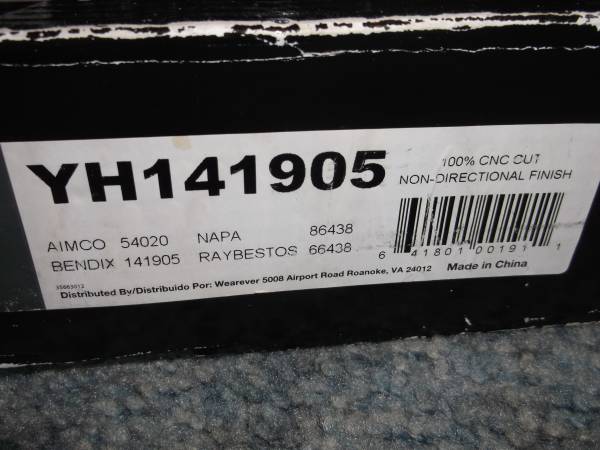 YH141905
100% CNC CUT
NON-DIRECTIONAL FINISH
AIMCO 54020 NAPA 86438
BENDIX 141905 RAYBESTOS 66438
6 41801 00191 1
35663012
Distributed By/Distribuido Por: Wearever 5008 Airport Road Roanoke, VA 24012 Made in China